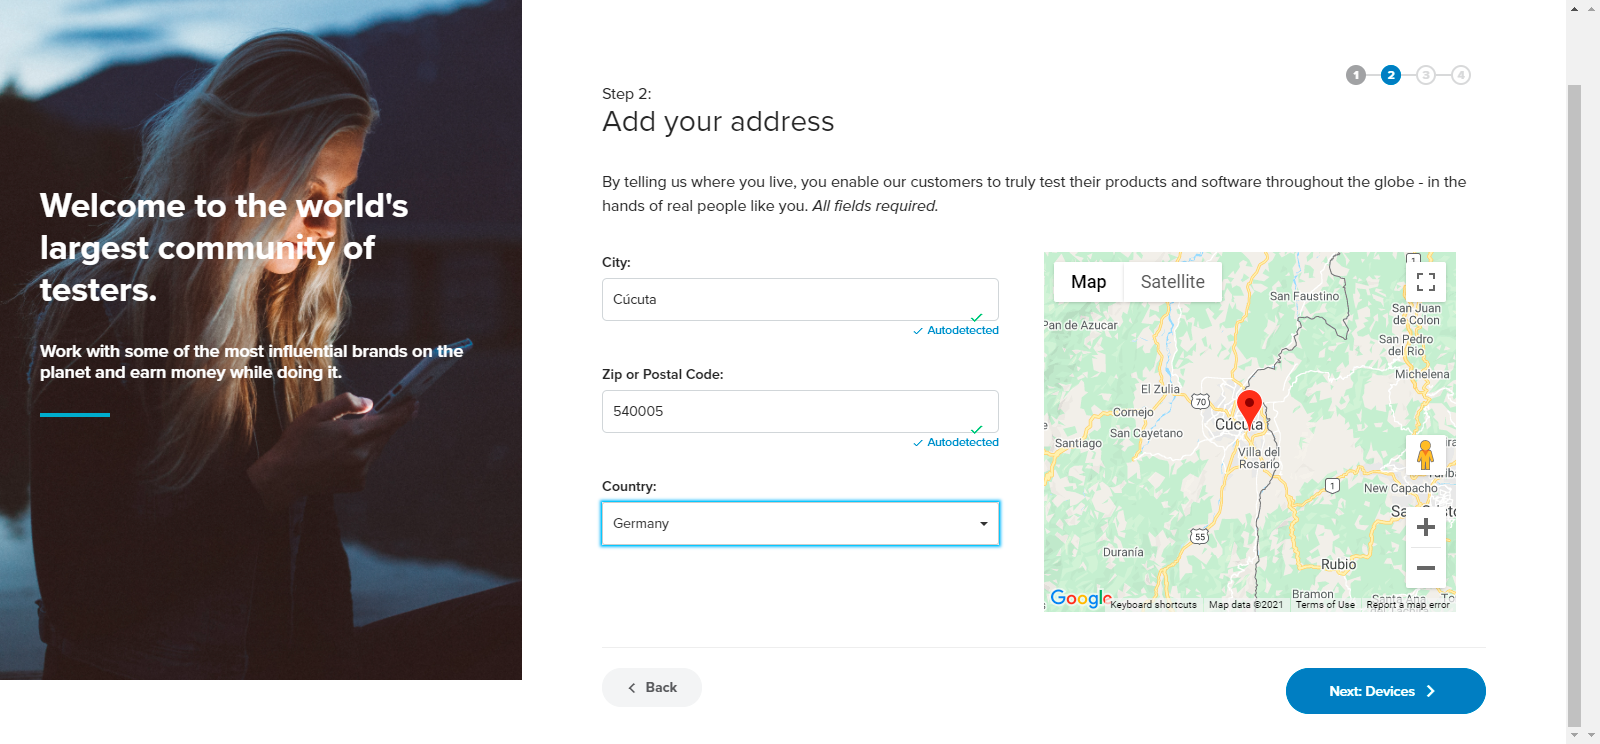 Welcome to the world's
largest community of
testers.
Work with some of the most influential brands on the
planet and earn money while doing it.
1 2 3 4
Step 2:
Add your address
By telling us where you live, you enable our customers to truly test their products and software throughout the globe - in the
hands of real people like you. All fields required.
City:
Cúcuta
Autodetected
Zip or Postal Code:
540005
Autodetected
Country:
Germany
Map Satellite
1
San Faustino
San Juan
de Colon
Pan de Azucar
San Pedro
del Rio
Michelena
El Zulia
70
Cornejo
Cúcuta
San Cayetano
Santiago
Villa del
Rosario
1
New Capacho
55
Duranía
Rubio
Bramon
Google
Keyboard shortcuts Map data ©2021 Terms of Use Report a map error
Back
Next: Devices